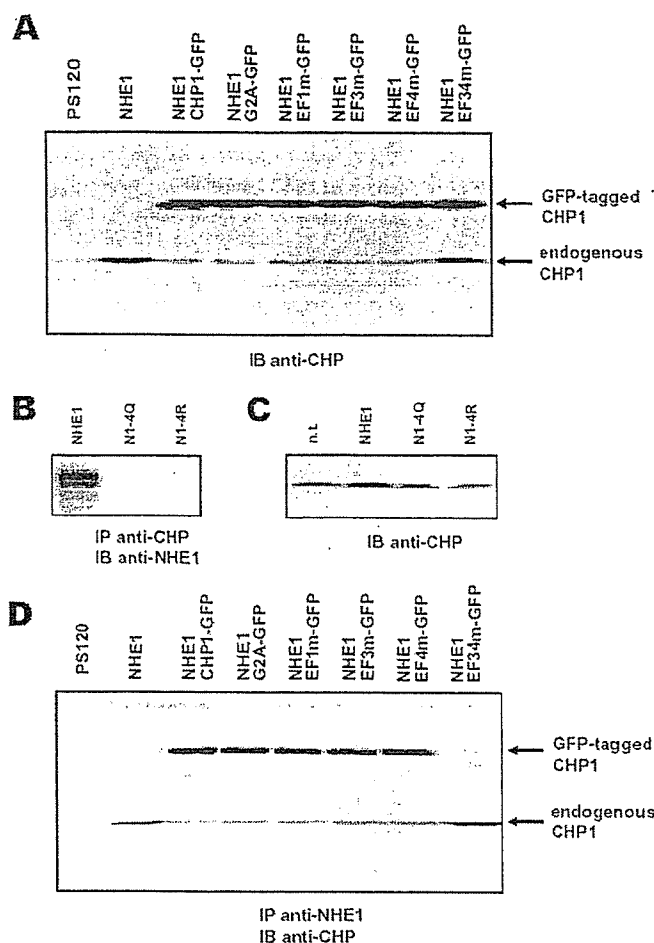 A
PS120
NHE1
NHE1
CHP1-GFP
NHE1
G2A-GFP
NHE1
EF1m-GFP
NHE1
EF3m-GFP
NHE1
EF4m-GFP
NHE1
EF34m-GFP
GFP-tagged
CHP1
endogenous
CHP1
IB anti-CHP
B
NHE1
N1-4Q
N1-4R
IP anti-CHP
IB anti-NHE1
C
n.t.
NHE1
N1-4Q
N1-4R
IB anti-CHP
D
PS120
NHE1
NHE1
CHP1-GFP
NHE1
G2A-GFP
NHE1
EF1m-GFP
NHE1
EF3m-GFP
NHE1
EF4m-GFP
NHE1
EF34m-GFP
GFP-tagged
CHP1
endogenous
CHP1
IP anti-NHE1
IB anti-CHP